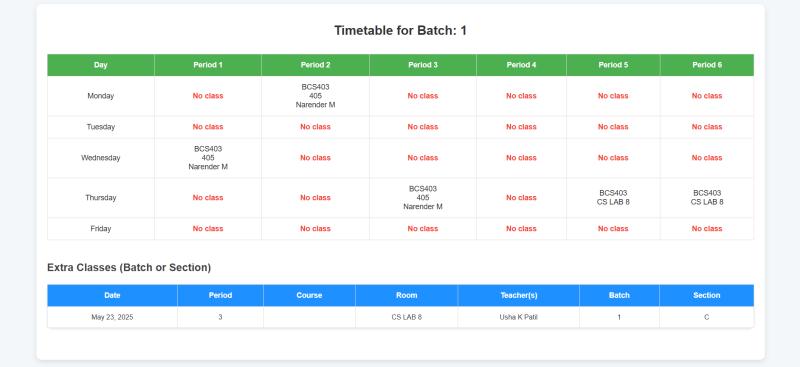 Timetable for Batch: 1
Day Period 1 Period 2 Period 3 Period 4 Period 5 Period 6
Monday No class BCS403 405 Narender M No class No class No class No class
Tuesday No class No class No class No class No class No class
Wednesday BCS403 405 Narender M No class No class No class No class No class
Thursday No class No class BCS403 405 Narender M No class BCS403 CS LAB 8 BCS403 CS LAB 8
Friday No class No class No class No class No class No class
Extra Classes (Batch or Section)
Date Period Course Room Teacher(s) Batch Section
May 23, 2025 3 CS LAB 8 Usha K Patil 1 C